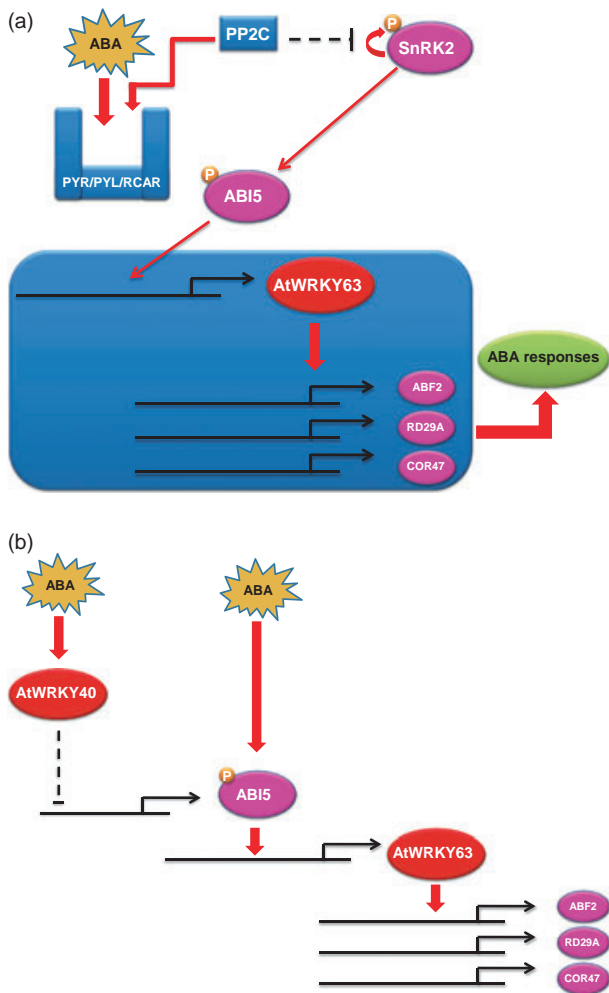 (a)
ABA
PP2C
P
SnRK2
PYR/PYL/RCAR
P
ABI5
AtWRKY63
ABA responses
ABF2
RD29A
COR47
(b)
ABA
ABA
AtWRKY40
P
ABI5
AtWRKY63
ABF2
RD29A
COR47